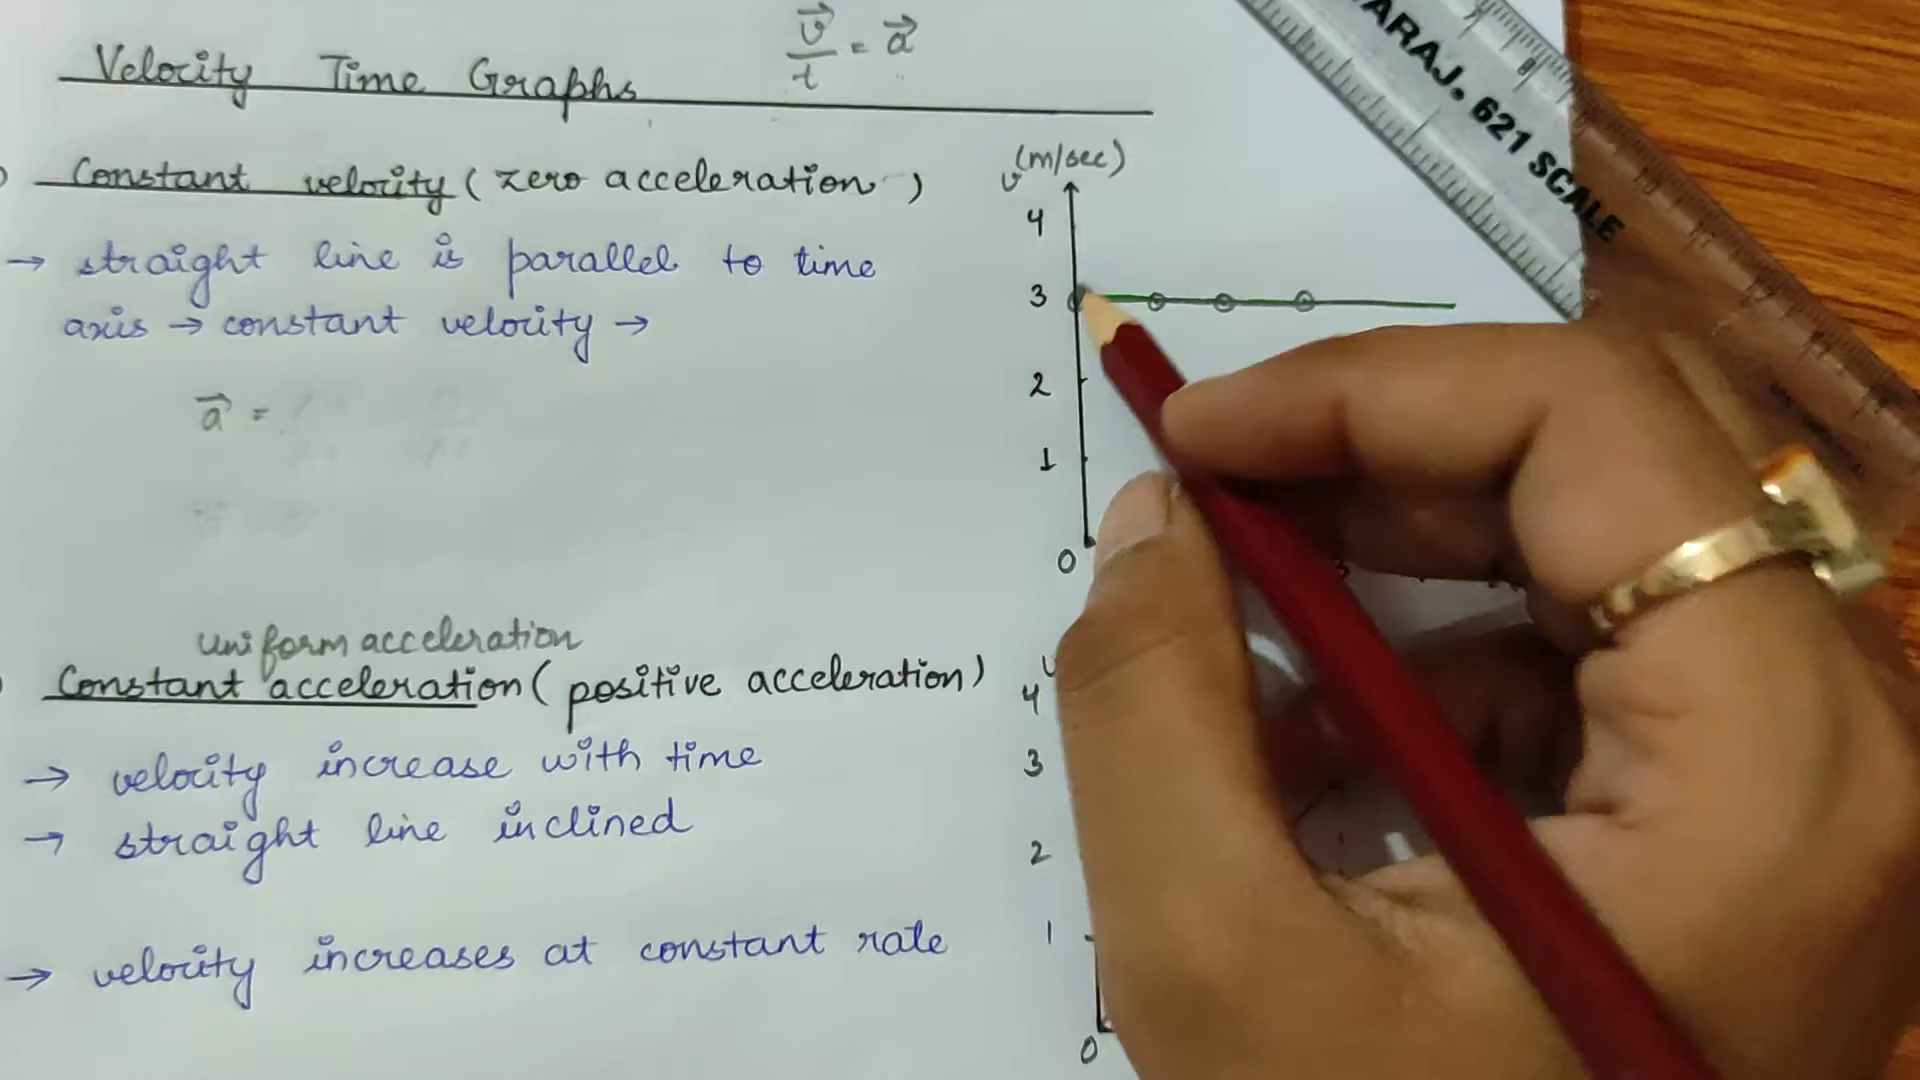 v⃗/t = a⃗
Velocity Time Graphs
Constant velocity ( zero acceleration )
→ straight line is parallel to time
axis → constant velocity →
a⃗ =
v (m/sec)
4
3
2
1
0
3
uniform acceleration
Constant acceleration ( positive acceleration )
→ velocity increase with time
→ straight line inclined
→ velocity increases at constant rate
v
4
3
2
1
0
ARAJ. 621 SCALE